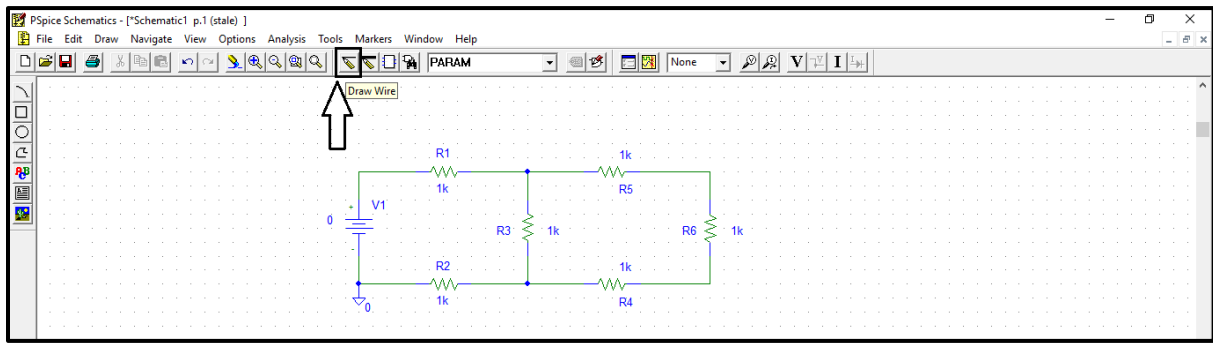 PSpice Schematics - [*Schematic1 p.1 (stale) ]
File Edit Draw Navigate View Options Analysis Tools Markers Window Help
PARAM None V I
Draw Wire
R1 1k
1k R5
+ V1
0 R3 1k R6 1k
-
R2 1k
1k R4
0